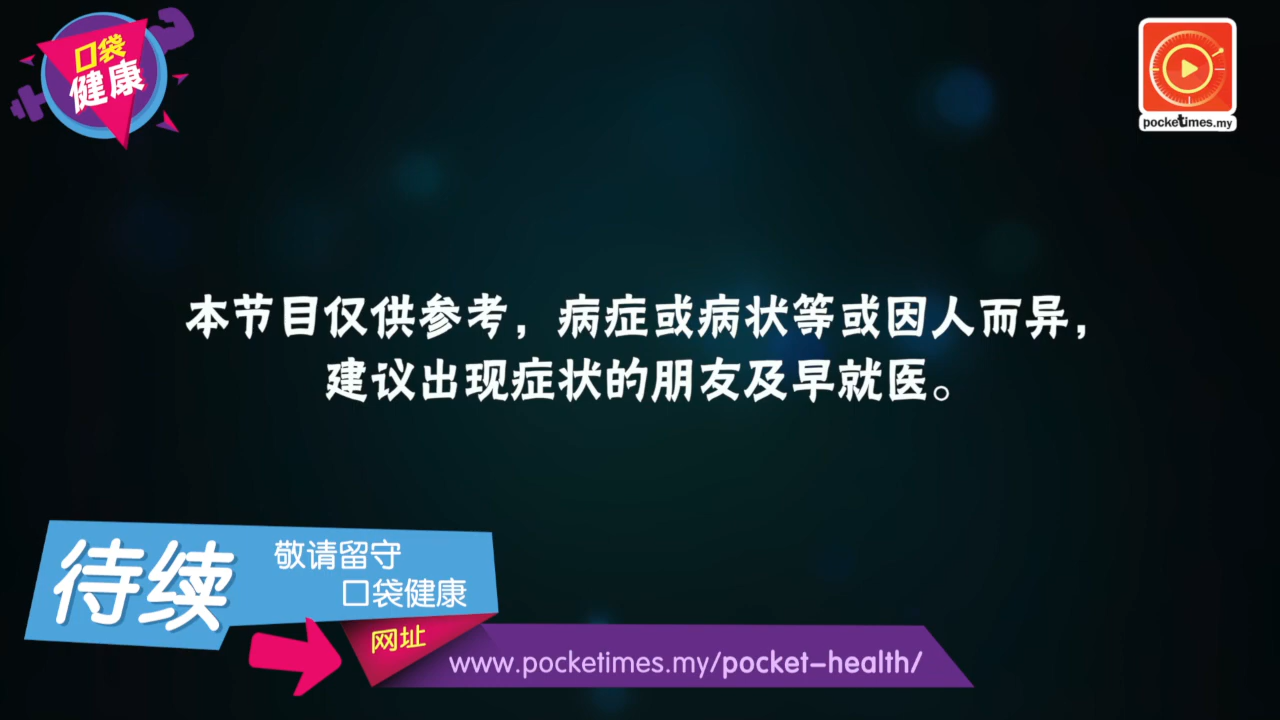 口袋
健康
pocketimes.my
本节目仅供参考，病症或病状等或因人而异，
建议出现症状的朋友及早就医。
待续
敬请留守
口袋健康
网址
www.pocketimes.my/pocket-health/